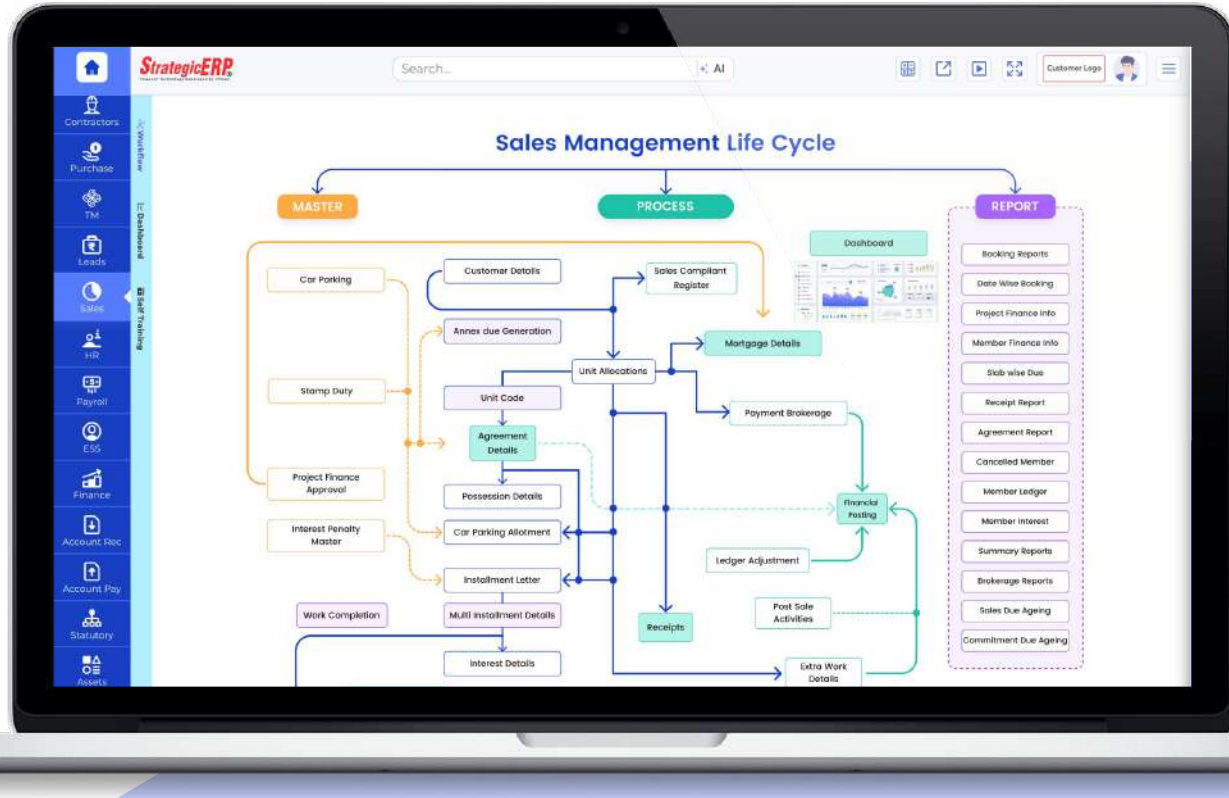 StrategicERP
Search...
AI
Customer Logo
Contractors
Purchase
TM
Leads
Sales
HR
Payroll
ESS
Finance
Account Rec
Account Pay
Statutory
Assets
Workflow
Dashboard
Self Training
Sales Management Life Cycle
MASTER
PROCESS
REPORT
Car Parking
Stamp Duty
Project Finance
Approval
Interest Penalty
Master
Work Completion
Customer Details
Annex due Generation
Unit Code
Agreement
Details
Possession Details
Car Parking Allotment
Installment Letter
Multi Installment Details
Interest Details
Sales Compliant
Register
Unit Allocations
Receipts
Dashboard
Mortgage Details
Payment Brokerage
Financial
Posting
Ledger Adjustment
Post Sale
Activities
Extra Work
Details
Booking Reports
Date Wise Booking
Project Finance Info
Member Finance Info
Slab wise Due
Receipt Report
Agreement Report
Cancelled Member
Member Ledger
Member Interest
Summary Reports
Brokerage Reports
Sales Due Ageing
Commitment Due Ageing